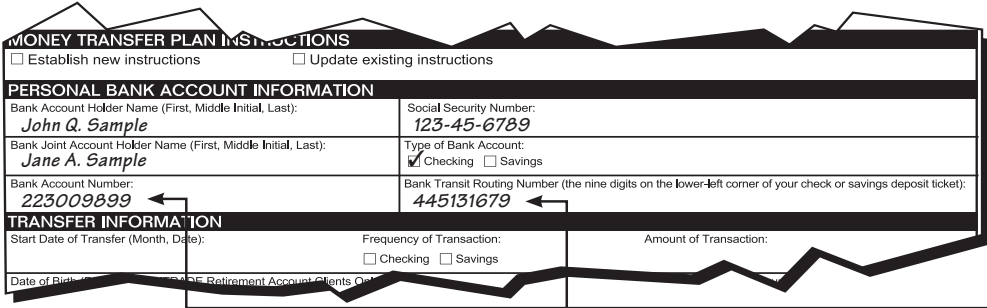 MONEY TRANSFER PLAN INSTRUCTIONS
☐ Establish new instructions ☐ Update existing instructions
PERSONAL BANK ACCOUNT INFORMATION
Bank Account Holder Name (First, Middle Initial, Last): Social Security Number:
John Q. Sample 123-45-6789
Bank Joint Account Holder Name (First, Middle Initial, Last): Type of Bank Account:
Jane A. Sample ☑ Checking ☐ Savings
Bank Account Number: Bank Transit Routing Number (the nine digits on the lower-left corner of your check or savings deposit ticket):
223009899 445131679
TRANSFER INFORMATION
Start Date of Transfer (Month, Date): Frequency of Transaction: Amount of Transaction:
☐ Checking ☐ Savings
Date of Birth Retirement Account Clients